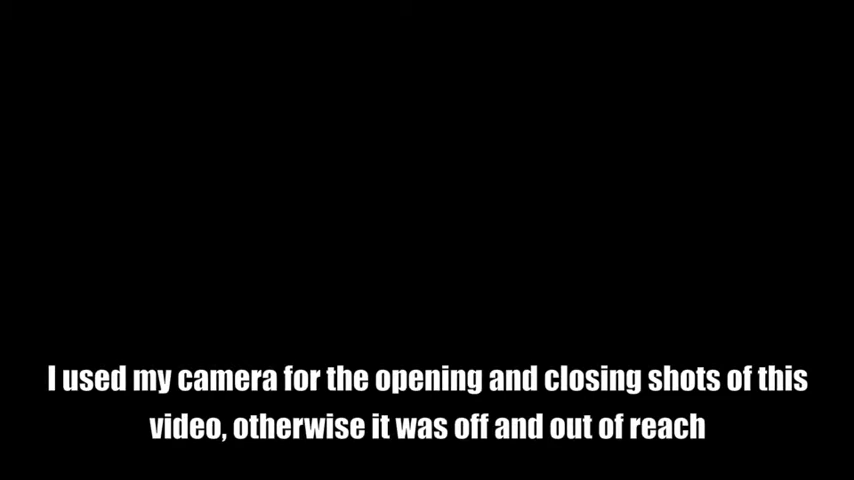 I used my camera for the opening and closing shots of this
video, otherwise it was off and out of reach